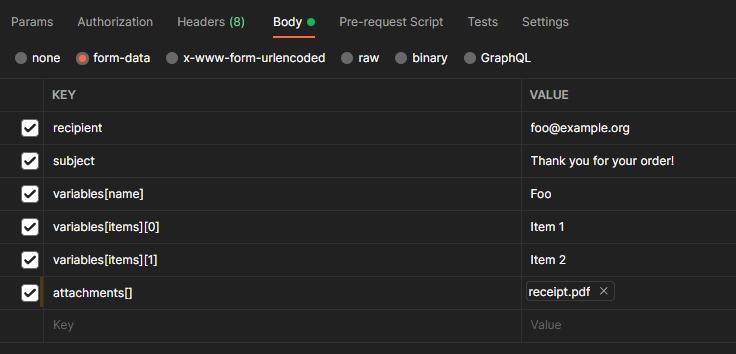 Params Authorization Headers (8) Body Pre-request Script Tests Settings
none form-data x-www-form-urlencoded raw binary GraphQL
KEY VALUE
recipient foo@example.org
subject Thank you for your order!
variables[name] Foo
variables[items][0] Item 1
variables[items][1] Item 2
attachments[] receipt.pdf ×
Key Value